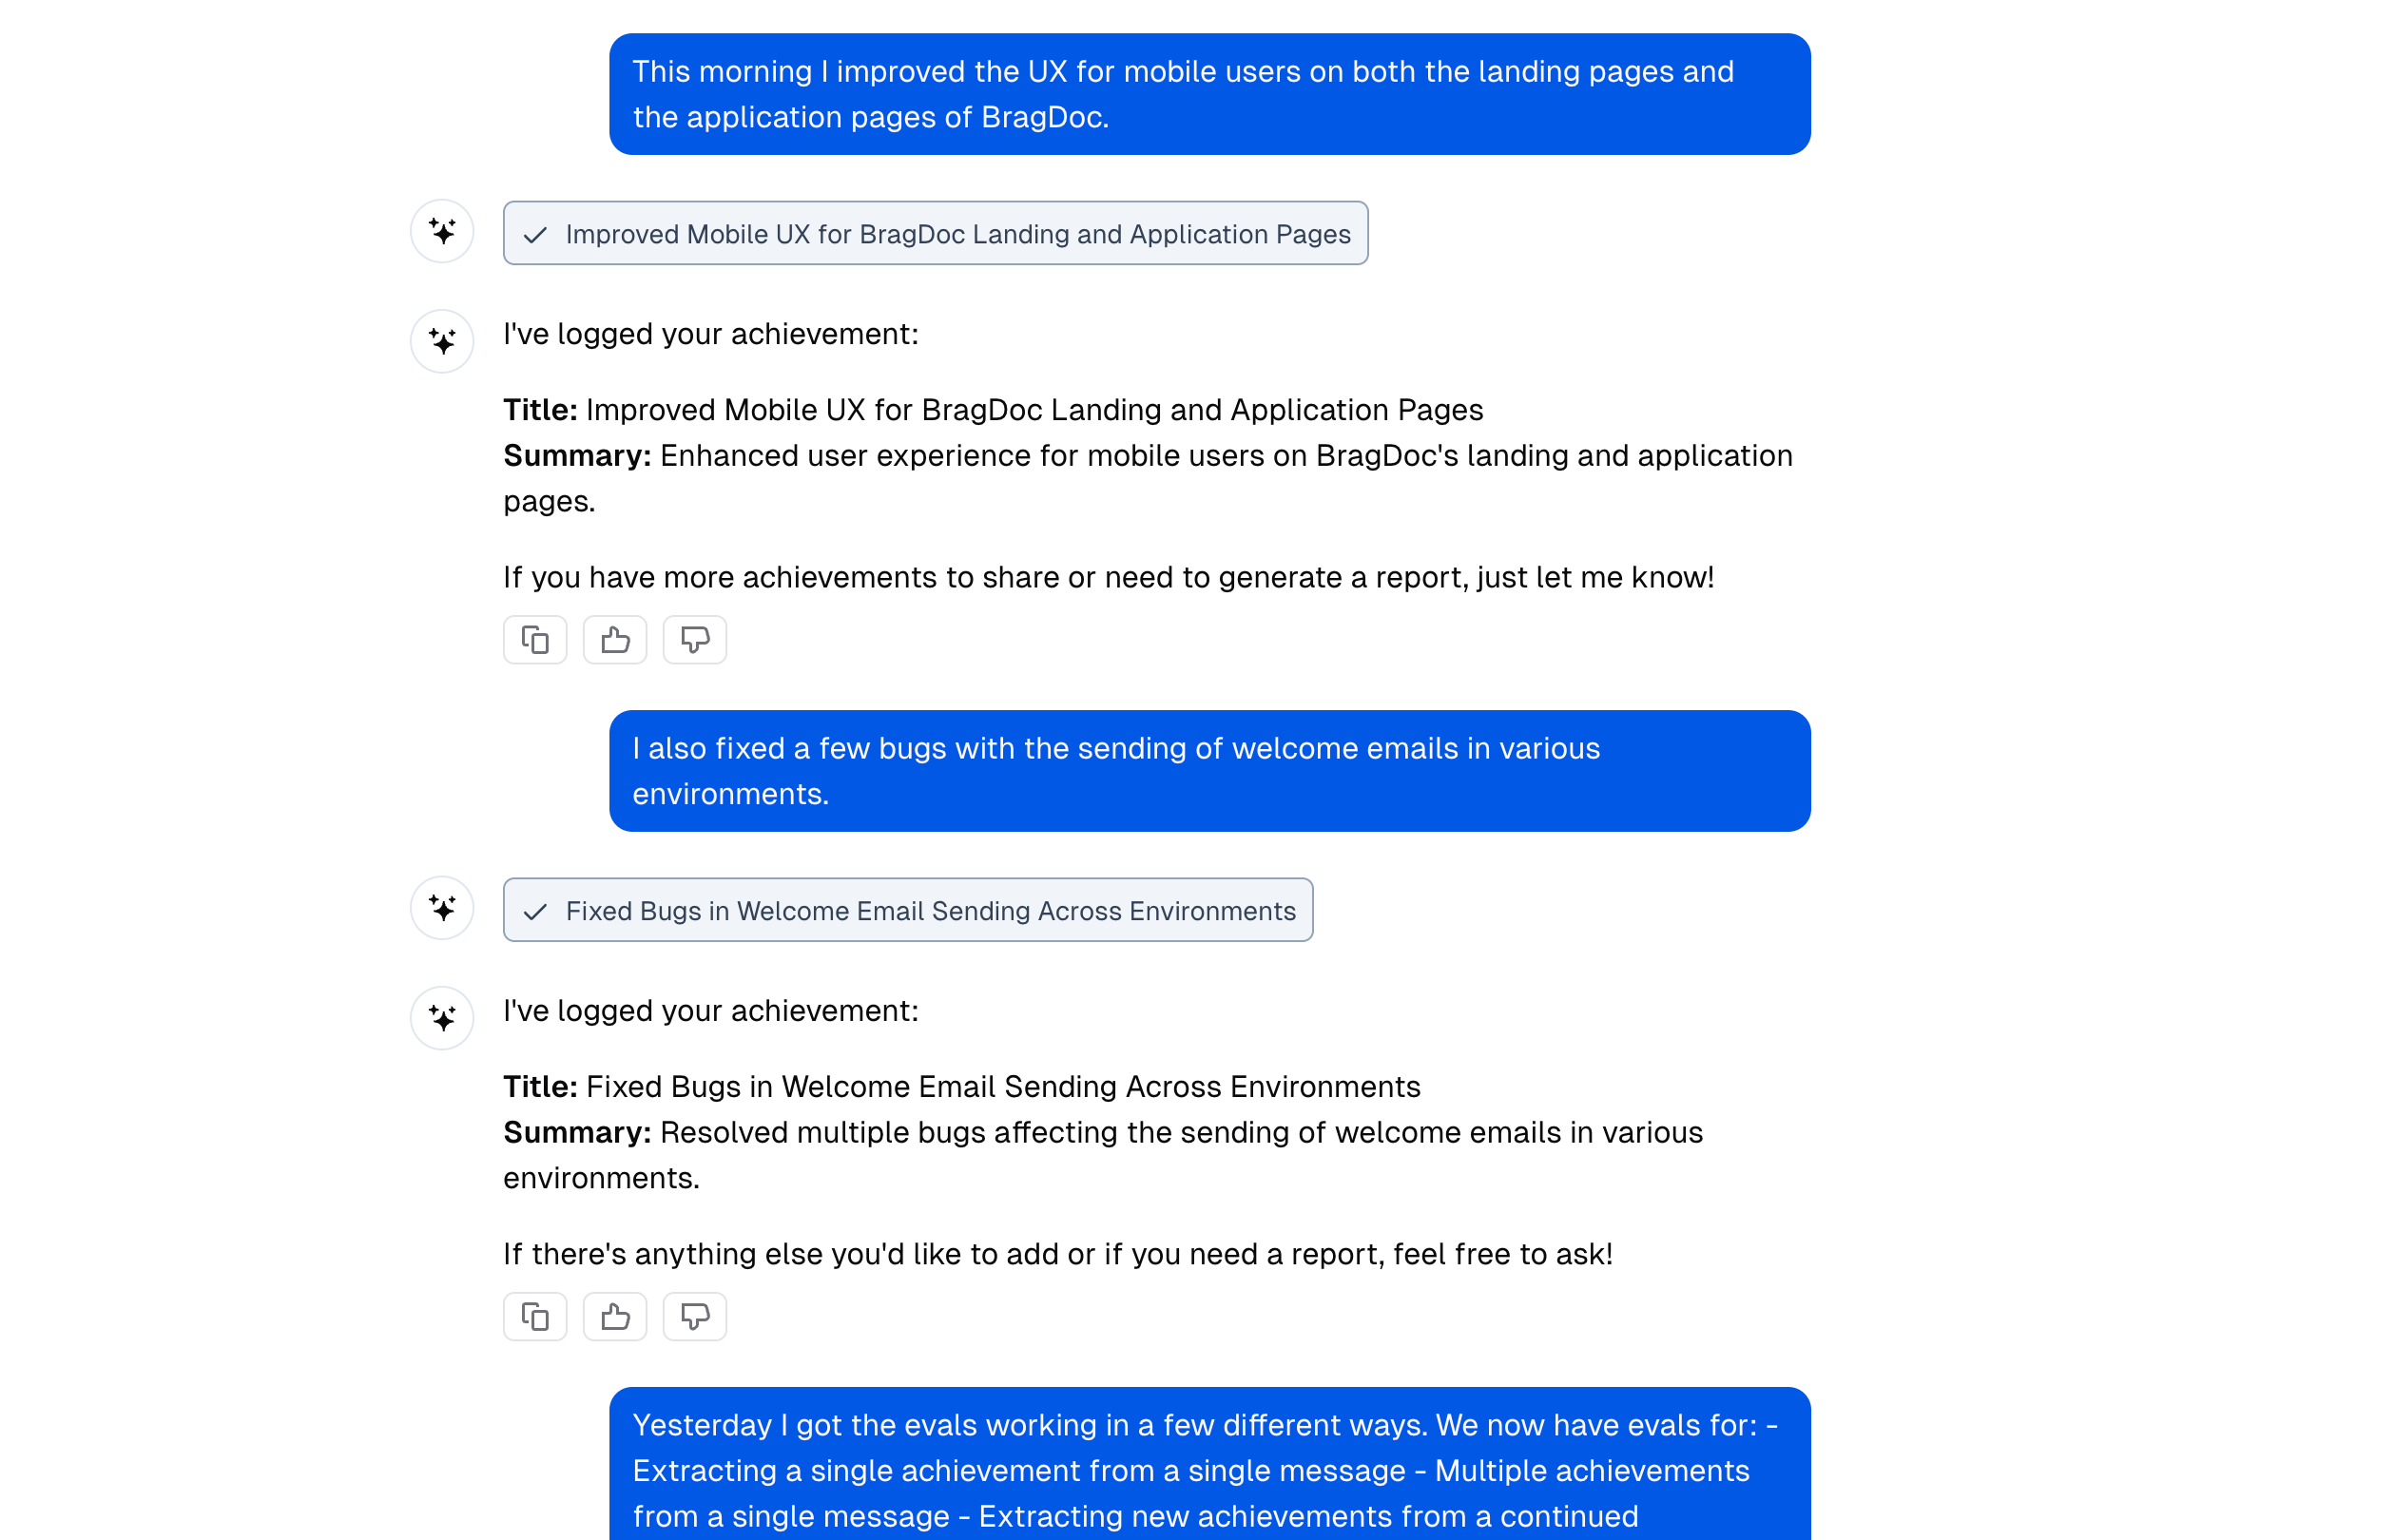 This morning I improved the UX for mobile users on both the landing pages and
the application pages of BragDoc.
Improved Mobile UX for BragDoc Landing and Application Pages
I've logged your achievement:
Title: Improved Mobile UX for BragDoc Landing and Application Pages
Summary: Enhanced user experience for mobile users on BragDoc's landing and application
pages.
If you have more achievements to share or need to generate a report, just let me know!
I also fixed a few bugs with the sending of welcome emails in various
environments.
Fixed Bugs in Welcome Email Sending Across Environments
I've logged your achievement:
Title: Fixed Bugs in Welcome Email Sending Across Environments
Summary: Resolved multiple bugs affecting the sending of welcome emails in various
environments.
If there's anything else you'd like to add or if you need a report, feel free to ask!
Yesterday I got the evals working in a few different ways. We now have evals for: -
Extracting a single achievement from a single message - Multiple achievements
from a single message - Extracting new achievements from a continued